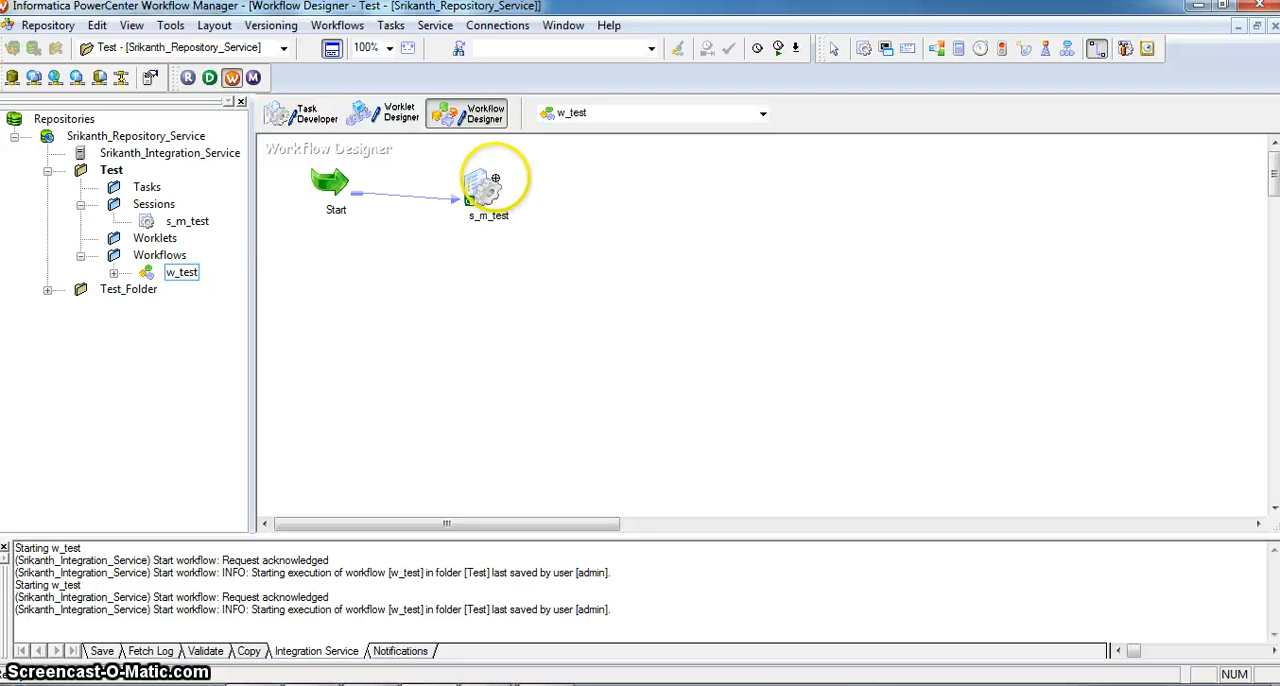 Informatica PowerCenter Workflow Manager - [Workflow Designer - Test - [Srikanth_Repository_Service]]
Repository Edit View Tools Layout Versioning Workflows Tasks Service Connections Window Help
Test - [Srikanth_Repository_Service] 100%
R D W M
Repositories
Srikanth_Repository_Service
Srikanth_Integration_Service
Test
Tasks
Sessions
s_m_test
Worklets
Workflows
w_test
Test_Folder
Task Developer
Worklet Designer
Workflow Designer
w_test
Workflow Designer
Start
s_m_test
Starting w_test
(Srikanth_Integration_Service) Start workflow: Request acknowledged
(Srikanth_Integration_Service) Start workflow: INFO: Starting execution of workflow [w_test] in folder [Test] last saved by user [admin].
Starting w_test
(Srikanth_Integration_Service) Start workflow: Request acknowledged
(Srikanth_Integration_Service) Start workflow: INFO: Starting execution of workflow [w_test] in folder [Test] last saved by user [admin].
Save Fetch Log Validate Copy Integration Service Notifications
Screencast-O-Matic.com
NUM